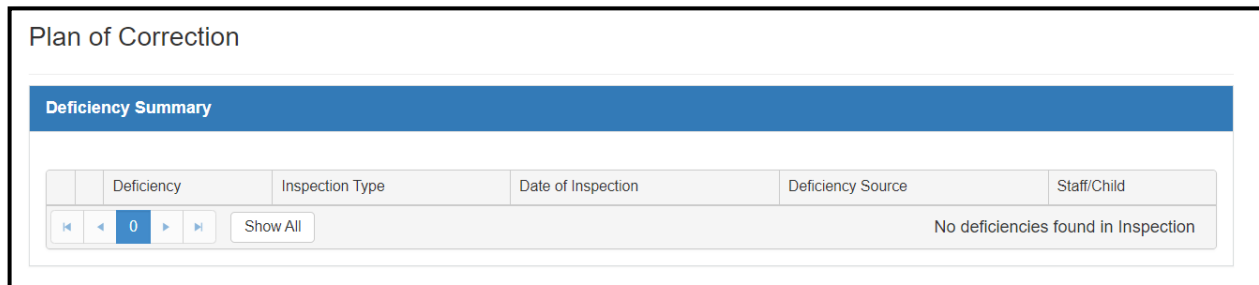 Plan of Correction
Deficiency Summary
Deficiency Inspection Type Date of Inspection Deficiency Source Staff/Child
0 Show All No deficiencies found in Inspection